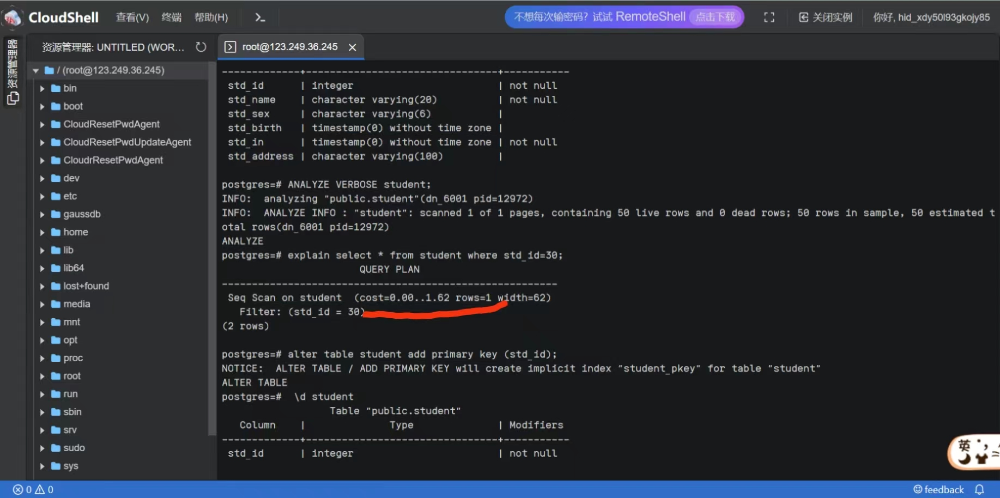 CloudShell 查看(V) 终端 帮助(H) >_ 不想每次输密码？试试 RemoteShell 点击下载 关闭实例 你好, hid_xdy50l93gkojy85
资源管理器
资源管理器: UNTITLED (WOR...
/ (root@123.249.36.245)
bin
boot
CloudResetPwdAgent
CloudResetPwdUpdateAgent
CloudrResetPwdAgent
dev
etc
gaussdb
home
lib
lib64
lost+found
media
mnt
opt
proc
root
run
sbin
srv
sudo
sys
root@123.249.36.245
-------------+---------------------------------+-----------
std_id | integer | not null
std_name | character varying(20) | not null
std_sex | character varying(6) |
std_birth | timestamp(0) without time zone |
std_in | timestamp(0) without time zone | not null
std_address | character varying(100) |
postgres=# ANALYZE VERBOSE student;
INFO:  analyzing "public.student"(dn_6001 pid=12972)
INFO:  ANALYZE INFO : "student": scanned 1 of 1 pages, containing 50 live rows and 0 dead rows; 50 rows in sample, 50 estimated t
otal rows(dn_6001 pid=12972)
ANALYZE
postgres=# explain select * from student where std_id=30;
QUERY PLAN
--------------------------------------------------------
Seq Scan on student  (cost=0.00..1.62 rows=1 width=62)
Filter: (std_id = 30)
(2 rows)
postgres=# alter table student add primary key (std_id);
NOTICE:  ALTER TABLE / ADD PRIMARY KEY will create implicit index "student_pkey" for table "student"
ALTER TABLE
postgres=#  \d student
Table "public.student"
Column | Type | Modifiers
-------------+---------------------------------+-----------
std_id | integer | not null
英
0 0
feedback